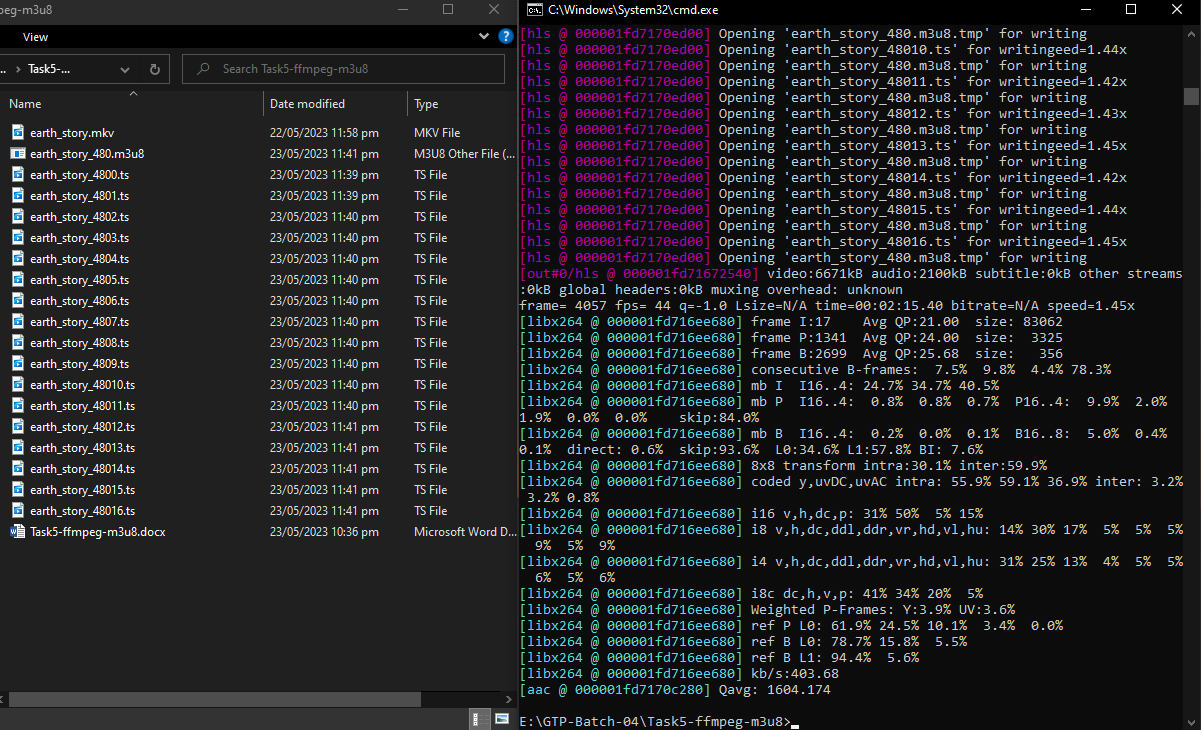 peg-m3u8
View
Task5-...
Search Task5-ffmpeg-m3u8
Name Date modified Type
earth_story.mkv 22/05/2023 11:58 pm MKV File
earth_story_480.m3u8 23/05/2023 11:41 pm M3U8 Other File (...
earth_story_4800.ts 23/05/2023 11:39 pm TS File
earth_story_4801.ts 23/05/2023 11:39 pm TS File
earth_story_4802.ts 23/05/2023 11:40 pm TS File
earth_story_4803.ts 23/05/2023 11:40 pm TS File
earth_story_4804.ts 23/05/2023 11:40 pm TS File
earth_story_4805.ts 23/05/2023 11:40 pm TS File
earth_story_4806.ts 23/05/2023 11:40 pm TS File
earth_story_4807.ts 23/05/2023 11:40 pm TS File
earth_story_4808.ts 23/05/2023 11:40 pm TS File
earth_story_4809.ts 23/05/2023 11:40 pm TS File
earth_story_48010.ts 23/05/2023 11:40 pm TS File
earth_story_48011.ts 23/05/2023 11:41 pm TS File
earth_story_48012.ts 23/05/2023 11:41 pm TS File
earth_story_48013.ts 23/05/2023 11:41 pm TS File
earth_story_48014.ts 23/05/2023 11:41 pm TS File
earth_story_48015.ts 23/05/2023 11:41 pm TS File
earth_story_48016.ts 23/05/2023 11:41 pm TS File
Task5-ffmpeg-m3u8.docx 23/05/2023 10:36 pm Microsoft Word D...
C:\Windows\System32\cmd.exe
[hls @ 000001fd7170ed00] Opening 'earth_story_480.m3u8.tmp' for writing
[hls @ 000001fd7170ed00] Opening 'earth_story_48010.ts' for writingeed=1.44x
[hls @ 000001fd7170ed00] Opening 'earth_story_480.m3u8.tmp' for writing
[hls @ 000001fd7170ed00] Opening 'earth_story_48011.ts' for writingeed=1.42x
[hls @ 000001fd7170ed00] Opening 'earth_story_480.m3u8.tmp' for writing
[hls @ 000001fd7170ed00] Opening 'earth_story_48012.ts' for writingeed=1.43x
[hls @ 000001fd7170ed00] Opening 'earth_story_480.m3u8.tmp' for writing
[hls @ 000001fd7170ed00] Opening 'earth_story_48013.ts' for writingeed=1.45x
[hls @ 000001fd7170ed00] Opening 'earth_story_480.m3u8.tmp' for writing
[hls @ 000001fd7170ed00] Opening 'earth_story_48014.ts' for writingeed=1.42x
[hls @ 000001fd7170ed00] Opening 'earth_story_480.m3u8.tmp' for writing
[hls @ 000001fd7170ed00] Opening 'earth_story_48015.ts' for writingeed=1.44x
[hls @ 000001fd7170ed00] Opening 'earth_story_480.m3u8.tmp' for writing
[hls @ 000001fd7170ed00] Opening 'earth_story_48016.ts' for writingeed=1.45x
[hls @ 000001fd7170ed00] Opening 'earth_story_480.m3u8.tmp' for writing
[out#0/hls @ 000001fd71672540] video:6671kB audio:2100kB subtitle:0kB other streams
:0kB global headers:0kB muxing overhead: unknown
frame= 4057 fps= 44 q=-1.0 Lsize=N/A time=00:02:15.40 bitrate=N/A speed=1.45x
[libx264 @ 000001fd716ee680] frame I:17    Avg QP:21.00  size: 83062
[libx264 @ 000001fd716ee680] frame P:1341  Avg QP:24.00  size:  3325
[libx264 @ 000001fd716ee680] frame B:2699  Avg QP:25.68  size:   356
[libx264 @ 000001fd716ee680] consecutive B-frames:  7.5%  9.8%  4.4% 78.3%
[libx264 @ 000001fd716ee680] mb I  I16..4: 24.7% 34.7% 40.5%
[libx264 @ 000001fd716ee680] mb P  I16..4:  0.8%  0.8%  0.7%  P16..4:  9.9%  2.0%
1.9%  0.0%  0.0%    skip:84.0%
[libx264 @ 000001fd716ee680] mb B  I16..4:  0.2%  0.0%  0.1%  B16..8:  5.0%  0.4%
0.1%  direct: 0.6%  skip:93.6%  L0:34.6% L1:57.8% BI: 7.6%
[libx264 @ 000001fd716ee680] 8x8 transform intra:30.1% inter:59.9%
[libx264 @ 000001fd716ee680] coded y,uvDC,uvAC intra: 55.9% 59.1% 36.9% inter: 3.2%
3.2% 0.8%
[libx264 @ 000001fd716ee680] i16 v,h,dc,p: 31% 50%  5% 15%
[libx264 @ 000001fd716ee680] i8 v,h,dc,ddl,ddr,vr,hd,vl,hu: 14% 30% 17%  5%  5%  5%
9%  5%  9%
[libx264 @ 000001fd716ee680] i4 v,h,dc,ddl,ddr,vr,hd,vl,hu: 31% 25% 13%  4%  5%  5%
6%  5%  6%
[libx264 @ 000001fd716ee680] i8c dc,h,v,p: 41% 34% 20%  5%
[libx264 @ 000001fd716ee680] Weighted P-Frames: Y:3.9% UV:3.6%
[libx264 @ 000001fd716ee680] ref P L0: 61.9% 24.5% 10.1%  3.4%  0.0%
[libx264 @ 000001fd716ee680] ref B L0: 78.7% 15.8%  5.5%
[libx264 @ 000001fd716ee680] ref B L1: 94.4%  5.6%
[libx264 @ 000001fd716ee680] kb/s:403.68
[aac @ 000001fd7170c280] Qavg: 1604.174
E:\GTP-Batch-04\Task5-ffmpeg-m3u8>